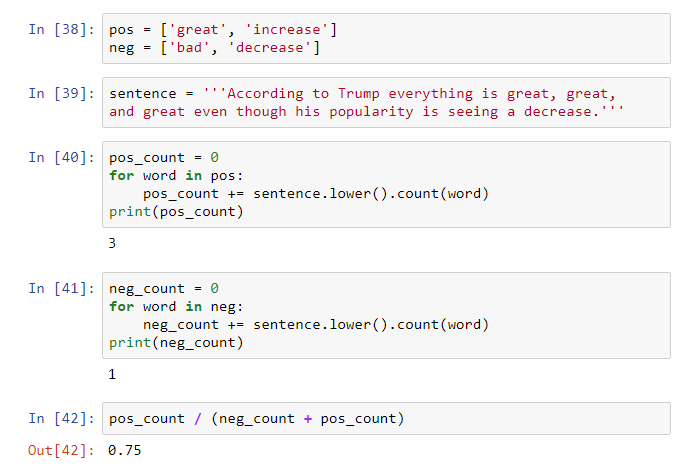 In [38]: pos = ['great', 'increase']
neg = ['bad', 'decrease']
In [39]: sentence = '''According to Trump everything is great, great,
and great even though his popularity is seeing a decrease.'''
In [40]: pos_count = 0
for word in pos:
    pos_count += sentence.lower().count(word)
print(pos_count)
3
In [41]: neg_count = 0
for word in neg:
    neg_count += sentence.lower().count(word)
print(neg_count)
1
In [42]: pos_count / (neg_count + pos_count)
Out[42]: 0.75